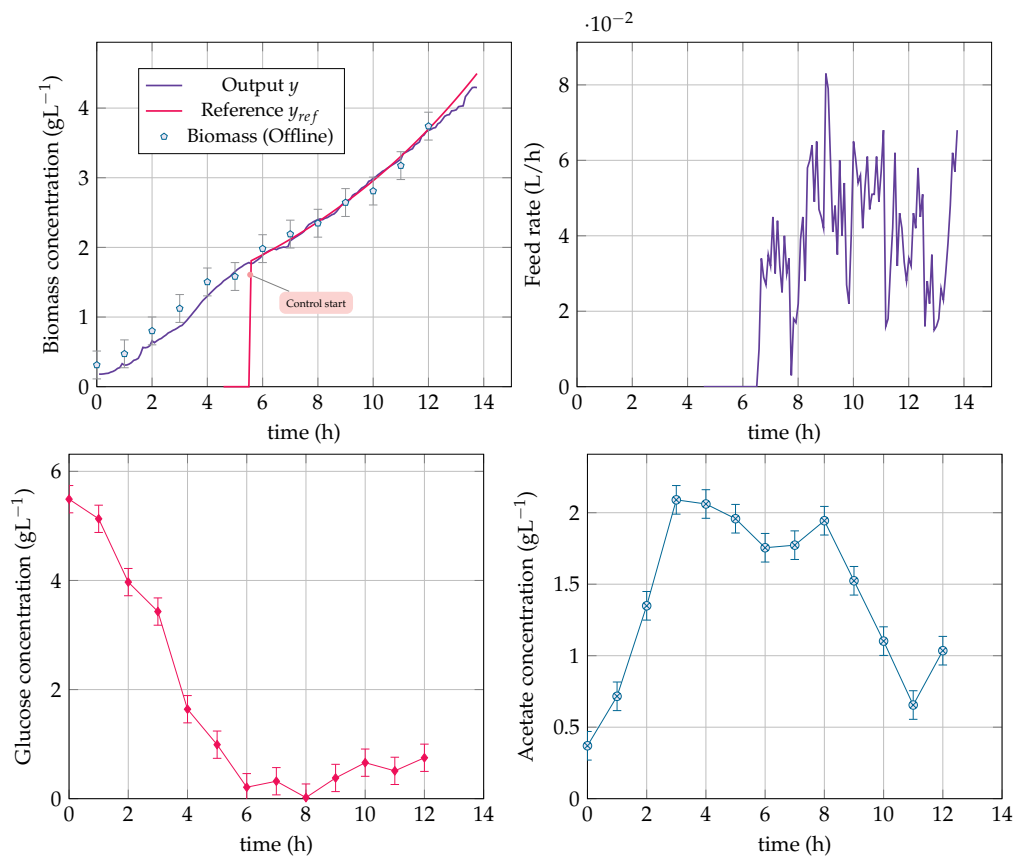 Biomass concentration (gL⁻¹)
4
3
2
1
0
Output y
Reference y_ref
Biomass (Offline)
Control start
0 2 4 6 8 10 12 14
time (h)
·10⁻²
Feed rate (L/h)
8
6
4
2
0
0 2 4 6 8 10 12 14
time (h)
Glucose concentration (gL⁻¹)
6
4
2
0
0 2 4 6 8 10 12 14
time (h)
Acetate concentration (gL⁻¹)
2
1.5
1
0.5
0
0 2 4 6 8 10 12 14
time (h)